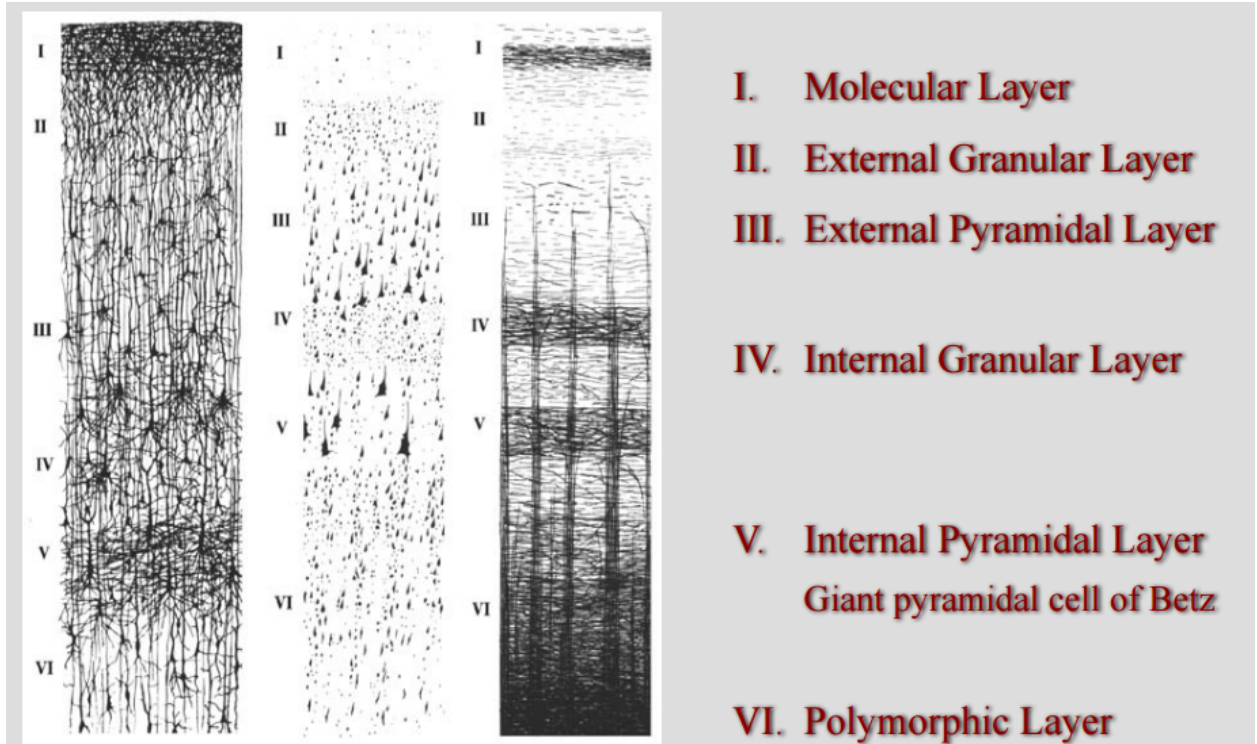 I
II
III
IV
V
VI
I
II
III
IV
V
VI
I
II
III
IV
V
VI
I. Molecular Layer
II. External Granular Layer
III. External Pyramidal Layer
IV. Internal Granular Layer
V. Internal Pyramidal Layer
Giant pyramidal cell of Betz
VI. Polymorphic Layer